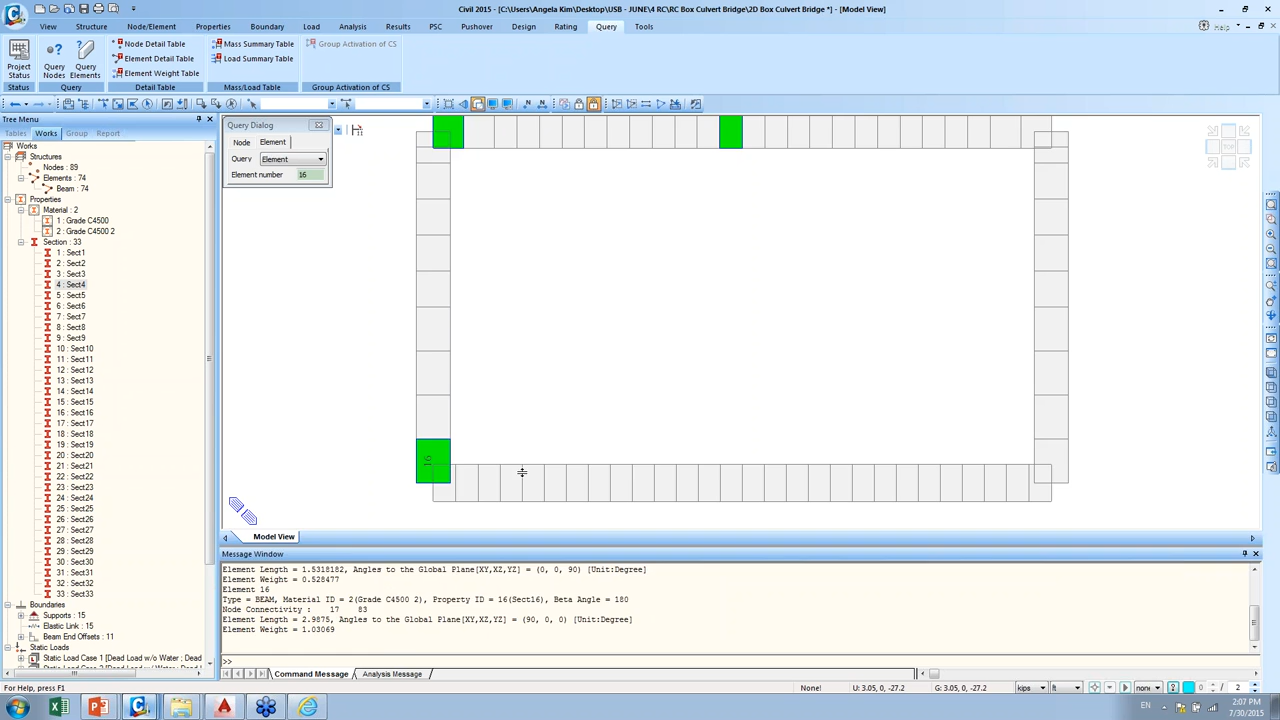 Civil 2015 - [C:\Users\Angela Kim\Desktop\USB - JUNE\4 RC\RC Box Culvert Bridge\2D Box Culvert Bridge *] - [Model View]
View Structure Node/Element Properties Boundary Load Analysis Results PSC Pushover Design Rating Query Tools Help
Project Status
Query Nodes
Query Elements
Node Detail Table
Element Detail Table
Element Weight Table
Mass Summary Table
Load Summary Table
Group Activation of CS
Status Query Detail Table Mass/Load Table Group Activation of CS
Tree Menu
Tables Works Group Report
Works
Structures
Nodes : 89
Elements : 74
Beam : 74
Properties
Material : 2
1 : Grade C4500
2 : Grade C4500 2
Section : 33
1 : Sect1
2 : Sect2
3 : Sect3
4 : Sect4
5 : Sect5
6 : Sect6
7 : Sect7
8 : Sect8
9 : Sect9
10 : Sect10
11 : Sect11
12 : Sect12
13 : Sect13
14 : Sect14
15 : Sect15
16 : Sect16
17 : Sect17
18 : Sect18
19 : Sect19
20 : Sect20
21 : Sect21
22 : Sect22
23 : Sect23
24 : Sect24
25 : Sect25
26 : Sect26
27 : Sect27
28 : Sect28
29 : Sect29
30 : Sect30
31 : Sect31
32 : Sect32
33 : Sect33
Boundaries
Supports : 15
Elastic Link : 15
Beam End Offsets : 11
Static Loads
Static Load Case 1 [Dead Load w/o Water ; Dead
Query Dialog
Node Element
Query Element
Element number 16
TOP
16
Model View
Message Window
Element Length = 1.5318182, Angles to the Global Plane[XY,XZ,YZ] = (0, 0, 90) [Unit:Degree]
Element Weight = 0.528477
Element 16
Type = BEAM, Material ID = 2(Grade C4500 2), Property ID = 16(Sect16), Beta Angle = 180
Node Connectivity : 17 83
Element Length = 2.9875, Angles to the Global Plane[XY,XZ,YZ] = (90, 0, 0) [Unit:Degree]
Element Weight = 1.03069
>>
Command Message Analysis Message
For Help, press F1
None! U: 3.05, 0, -27.2 G: 3.05, 0, -27.2 kips ft none 0 / 2
EN 2:07 PM
7/30/2015